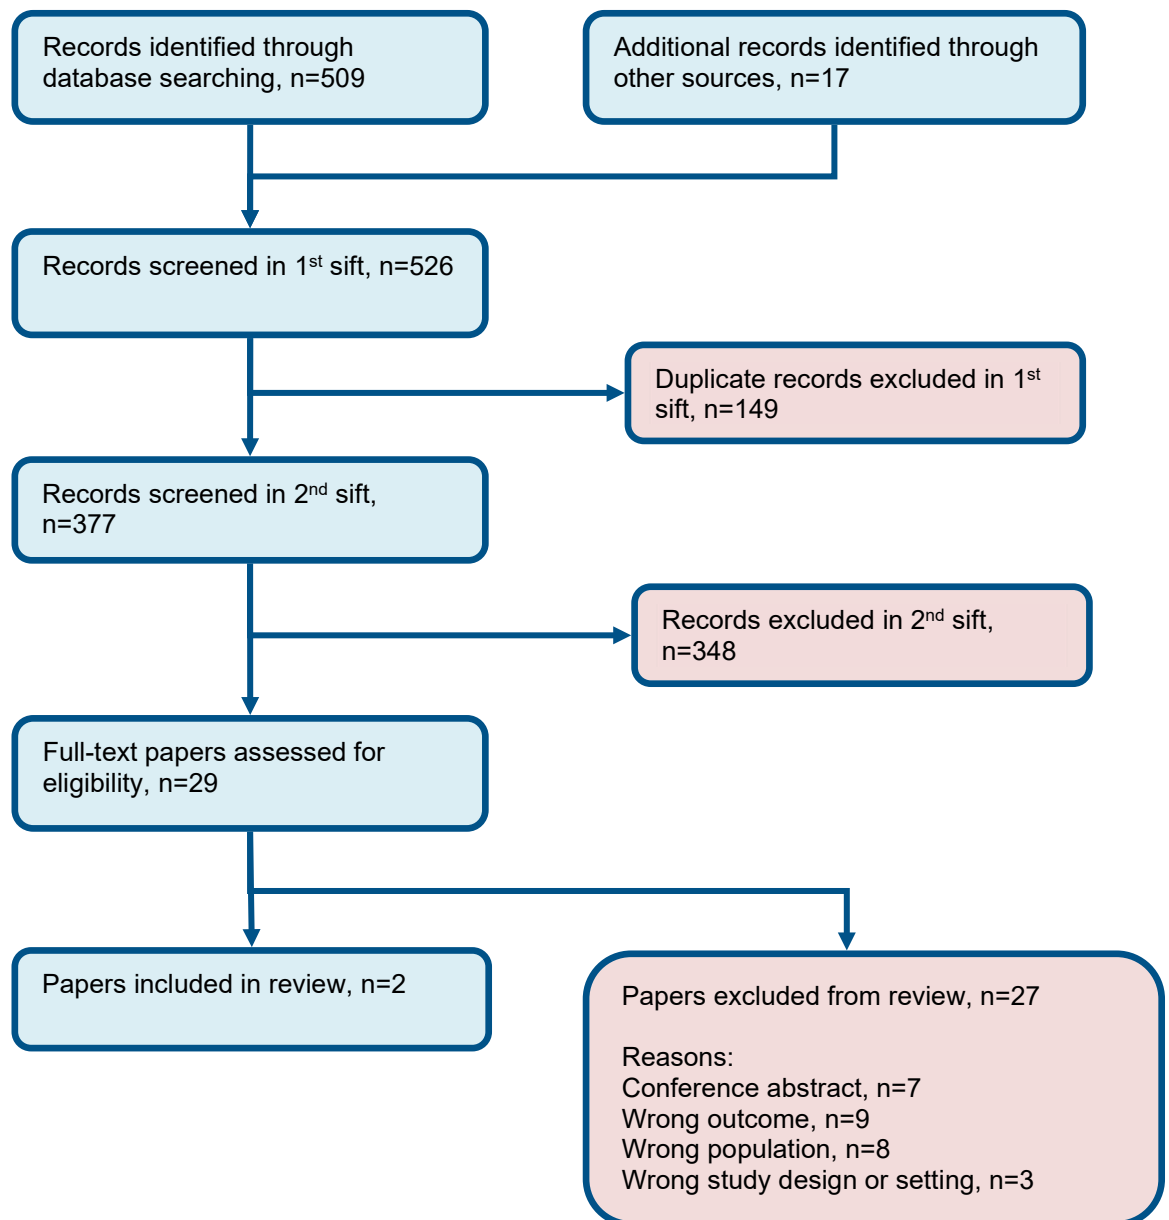 Records identified through
database searching, n=509
Additional records identified through
other sources, n=17
Records screened in 1st sift, n=526
Duplicate records excluded in 1st
sift, n=149
Records screened in 2nd sift,
n=377
Records excluded in 2nd sift,
n=348
Full-text papers assessed for
eligibility, n=29
Papers included in review, n=2
Papers excluded from review, n=27
Reasons:
Conference abstract, n=7
Wrong outcome, n=9
Wrong population, n=8
Wrong study design or setting, n=3